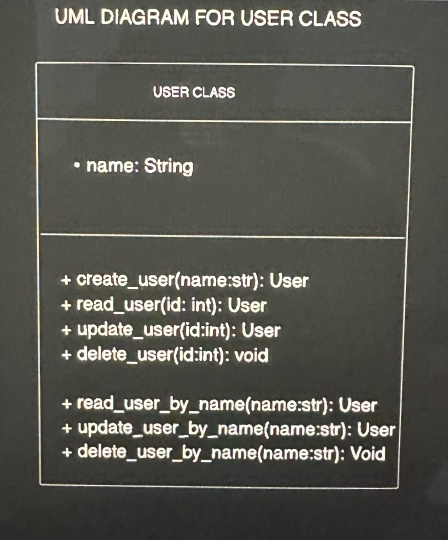 UML DIAGRAM FOR USER CLASS
USER CLASS
• name: String
+ create_user(name:str): User
+ read_user(id: int): User
+ update_user(id:int): User
+ delete_user(id:int): void
+ read_user_by_name(name:str): User
+ update_user_by_name(name:str): User
+ delete_user_by_name(name:str): Void